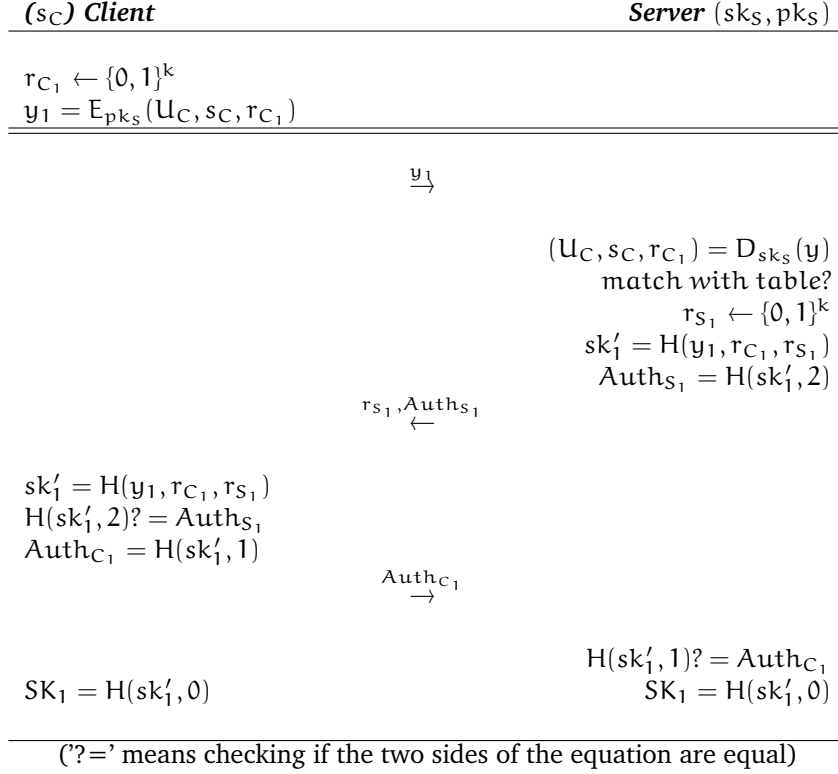 (s_C) Client Server (sk_S, pk_S)
r_{C_1} ← {0, 1}^k
y_1 = E_{pk_S}(U_C, s_C, r_{C_1})
y_1
→
(U_C, s_C, r_{C_1}) = D_{sk_S}(y)
match with table?
r_{S_1} ← {0, 1}^k
sk'_1 = H(y_1, r_{C_1}, r_{S_1})
Auth_{S_1} = H(sk'_1, 2)
r_{S_1}, Auth_{S_1}
←
sk'_1 = H(y_1, r_{C_1}, r_{S_1})
H(sk'_1, 2)? = Auth_{S_1}
Auth_{C_1} = H(sk'_1, 1)
Auth_{C_1}
→
H(sk'_1, 1)? = Auth_{C_1}
SK_1 = H(sk'_1, 0) SK_1 = H(sk'_1, 0)
('?=' means checking if the two sides of the equation are equal)